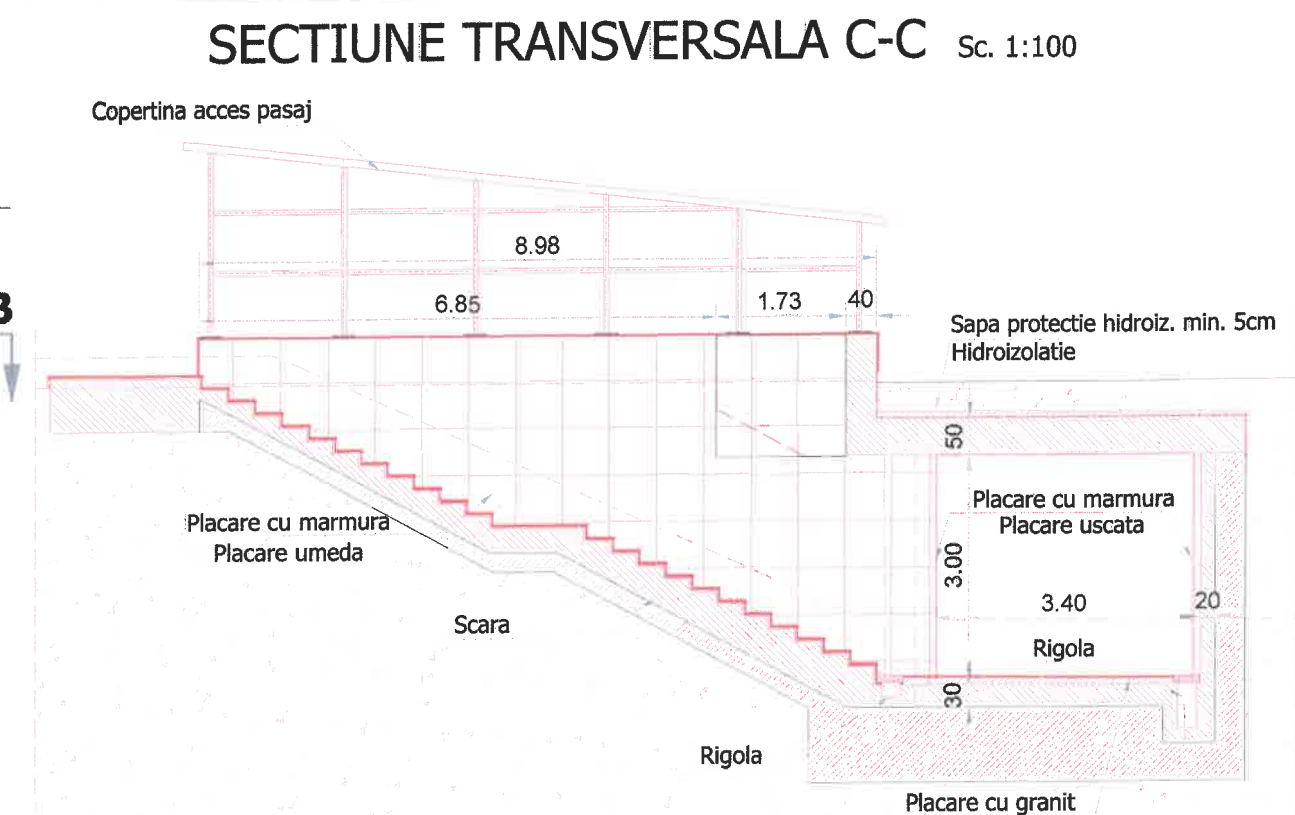 SECTIUNE TRANSVERSALA C-C Sc. 1:100
Copertina acces pasaj
8.98
B
6.85
1.73
40
Sapa protectie hidroiz. min. 5cm
Hidroizolatie
50
Placare cu marmura
Placare uscata
Placare cu marmura
Placare umeda
3.00
3.40
20
Scara
Rigola
30
Rigola
Placare cu granit